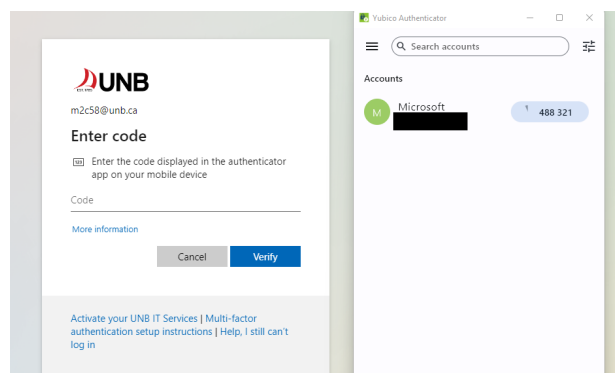 UNB
m2c58@unb.ca
Enter code
Enter the code displayed in the authenticator
app on your mobile device
Code
More information
Cancel
Verify
Activate your UNB IT Services | Multi-factor
authentication setup instructions | Help, I still can't
log in
Yubico Authenticator
Search accounts
Accounts
M
Microsoft
488 321